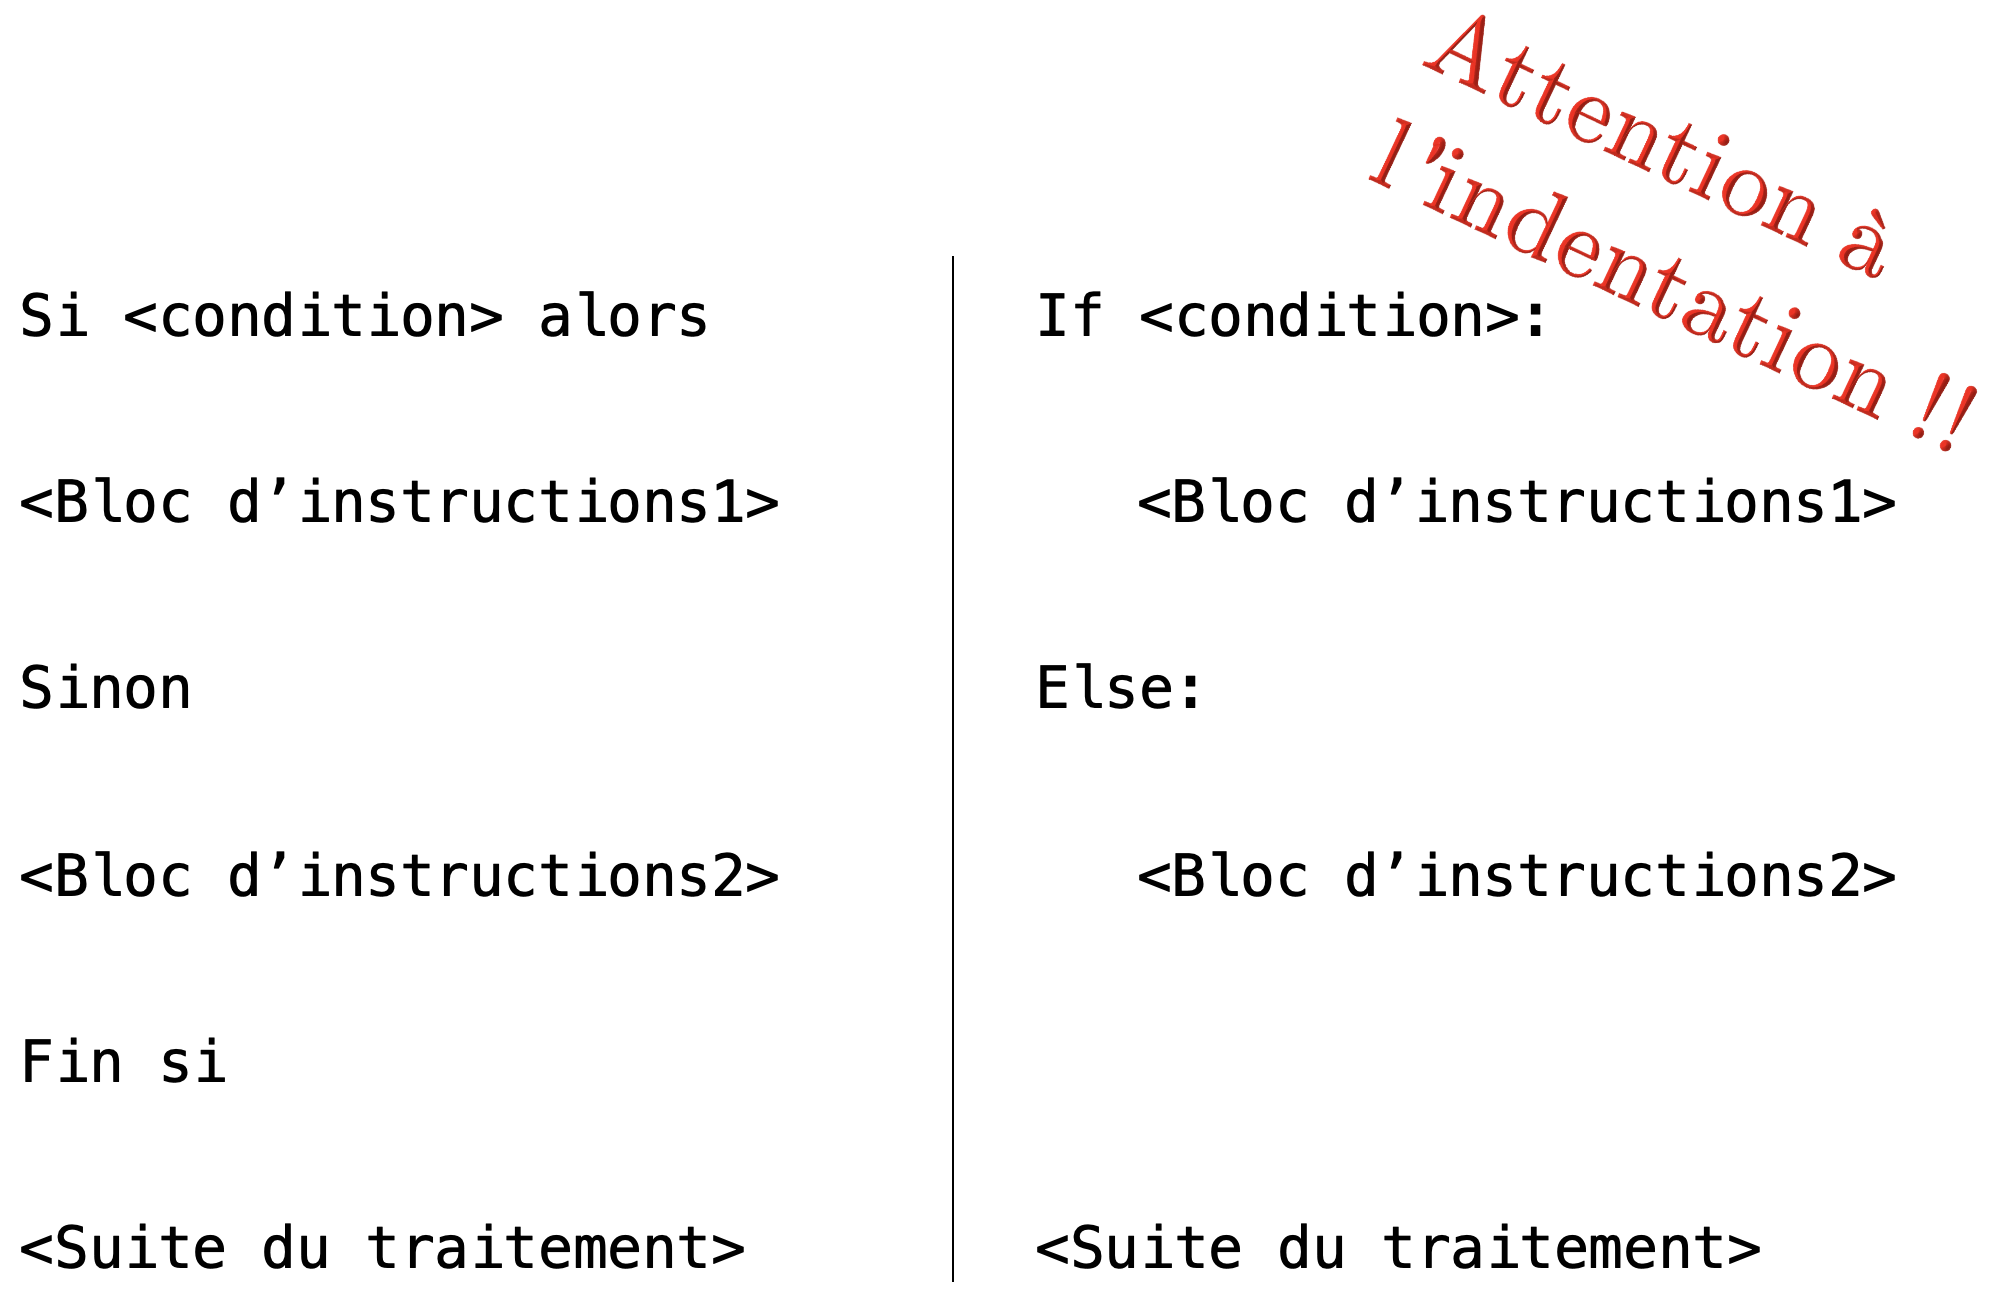 Attention à
l’indentation !!
Si <condition> alors
<Bloc d’instructions1>
Sinon
<Bloc d’instructions2>
Fin si
<Suite du traitement>
If <condition>:
<Bloc d’instructions1>
Else:
<Bloc d’instructions2>
<Suite du traitement>